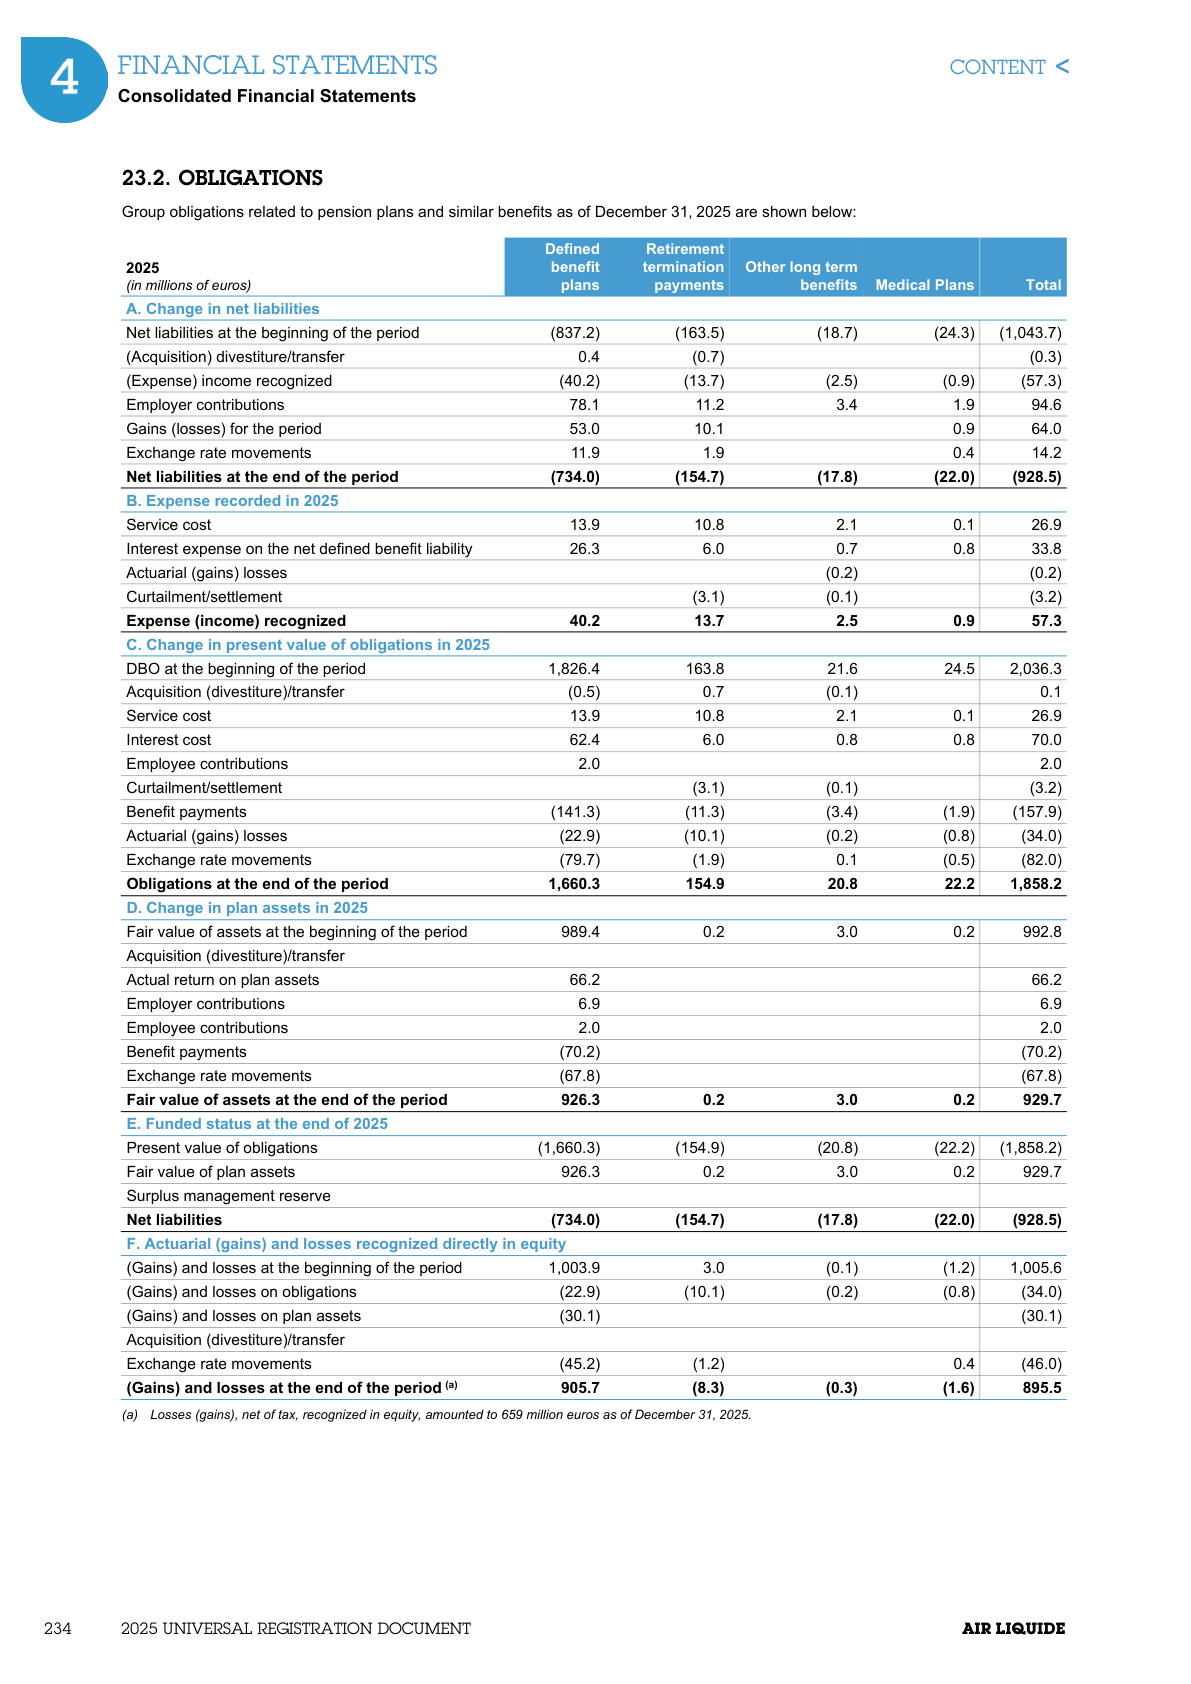 4
FINANCIAL STATEMENTS
CONTENT <
Consolidated Financial Statements
23.2. OBLIGATIONS
Group obligations related to pension plans and similar benefits as of December 31, 2025 are shown below:
2025 (in millions of euros) Defined benefit plans Retirement termination payments Other long term benefits Medical Plans Total
A. Change in net liabilities
Net liabilities at the beginning of the period (837.2) (163.5) (18.7) (24.3) (1,043.7)
(Acquisition) divestiture/transfer 0.4 (0.7) (0.3)
(Expense) income recognized (40.2) (13.7) (2.5) (0.9) (57.3)
Employer contributions 78.1 11.2 3.4 1.9 94.6
Gains (losses) for the period 53.0 10.1 0.9 64.0
Exchange rate movements 11.9 1.9 0.4 14.2
Net liabilities at the end of the period (734.0) (154.7) (17.8) (22.0) (928.5)
B. Expense recorded in 2025
Service cost 13.9 10.8 2.1 0.1 26.9
Interest expense on the net defined benefit liability 26.3 6.0 0.7 0.8 33.8
Actuarial (gains) losses (0.2) (0.2)
Curtailment/settlement (3.1) (0.1) (3.2)
Expense (income) recognized 40.2 13.7 2.5 0.9 57.3
C. Change in present value of obligations in 2025
DBO at the beginning of the period 1,826.4 163.8 21.6 24.5 2,036.3
Acquisition (divestiture)/transfer (0.5) 0.7 (0.1) 0.1
Service cost 13.9 10.8 2.1 0.1 26.9
Interest cost 62.4 6.0 0.8 0.8 70.0
Employee contributions 2.0 2.0
Curtailment/settlement (3.1) (0.1) (3.2)
Benefit payments (141.3) (11.3) (3.4) (1.9) (157.9)
Actuarial (gains) losses (22.9) (10.1) (0.2) (0.8) (34.0)
Exchange rate movements (79.7) (1.9) 0.1 (0.5) (82.0)
Obligations at the end of the period 1,660.3 154.9 20.8 22.2 1,858.2
D. Change in plan assets in 2025
Fair value of assets at the beginning of the period 989.4 0.2 3.0 0.2 992.8
Acquisition (divestiture)/transfer
Actual return on plan assets 66.2 66.2
Employer contributions 6.9 6.9
Employee contributions 2.0 2.0
Benefit payments (70.2) (70.2)
Exchange rate movements (67.8) (67.8)
Fair value of assets at the end of the period 926.3 0.2 3.0 0.2 929.7
E. Funded status at the end of 2025
Present value of obligations (1,660.3) (154.9) (20.8) (22.2) (1,858.2)
Fair value of plan assets 926.3 0.2 3.0 0.2 929.7
Surplus management reserve
Net liabilities (734.0) (154.7) (17.8) (22.0) (928.5)
F. Actuarial (gains) and losses recognized directly in equity
(Gains) and losses at the beginning of the period 1,003.9 3.0 (0.1) (1.2) 1,005.6
(Gains) and losses on obligations (22.9) (10.1) (0.2) (0.8) (34.0)
(Gains) and losses on plan assets (30.1) (30.1)
Acquisition (divestiture)/transfer
Exchange rate movements (45.2) (1.2) 0.4 (46.0)
(Gains) and losses at the end of the period (a) 905.7 (8.3) (0.3) (1.6) 895.5
(a) Losses (gains), net of tax, recognized in equity, amounted to 659 million euros as of December 31, 2025.
234 2025 UNIVERSAL REGISTRATION DOCUMENT AIR LIQUIDE